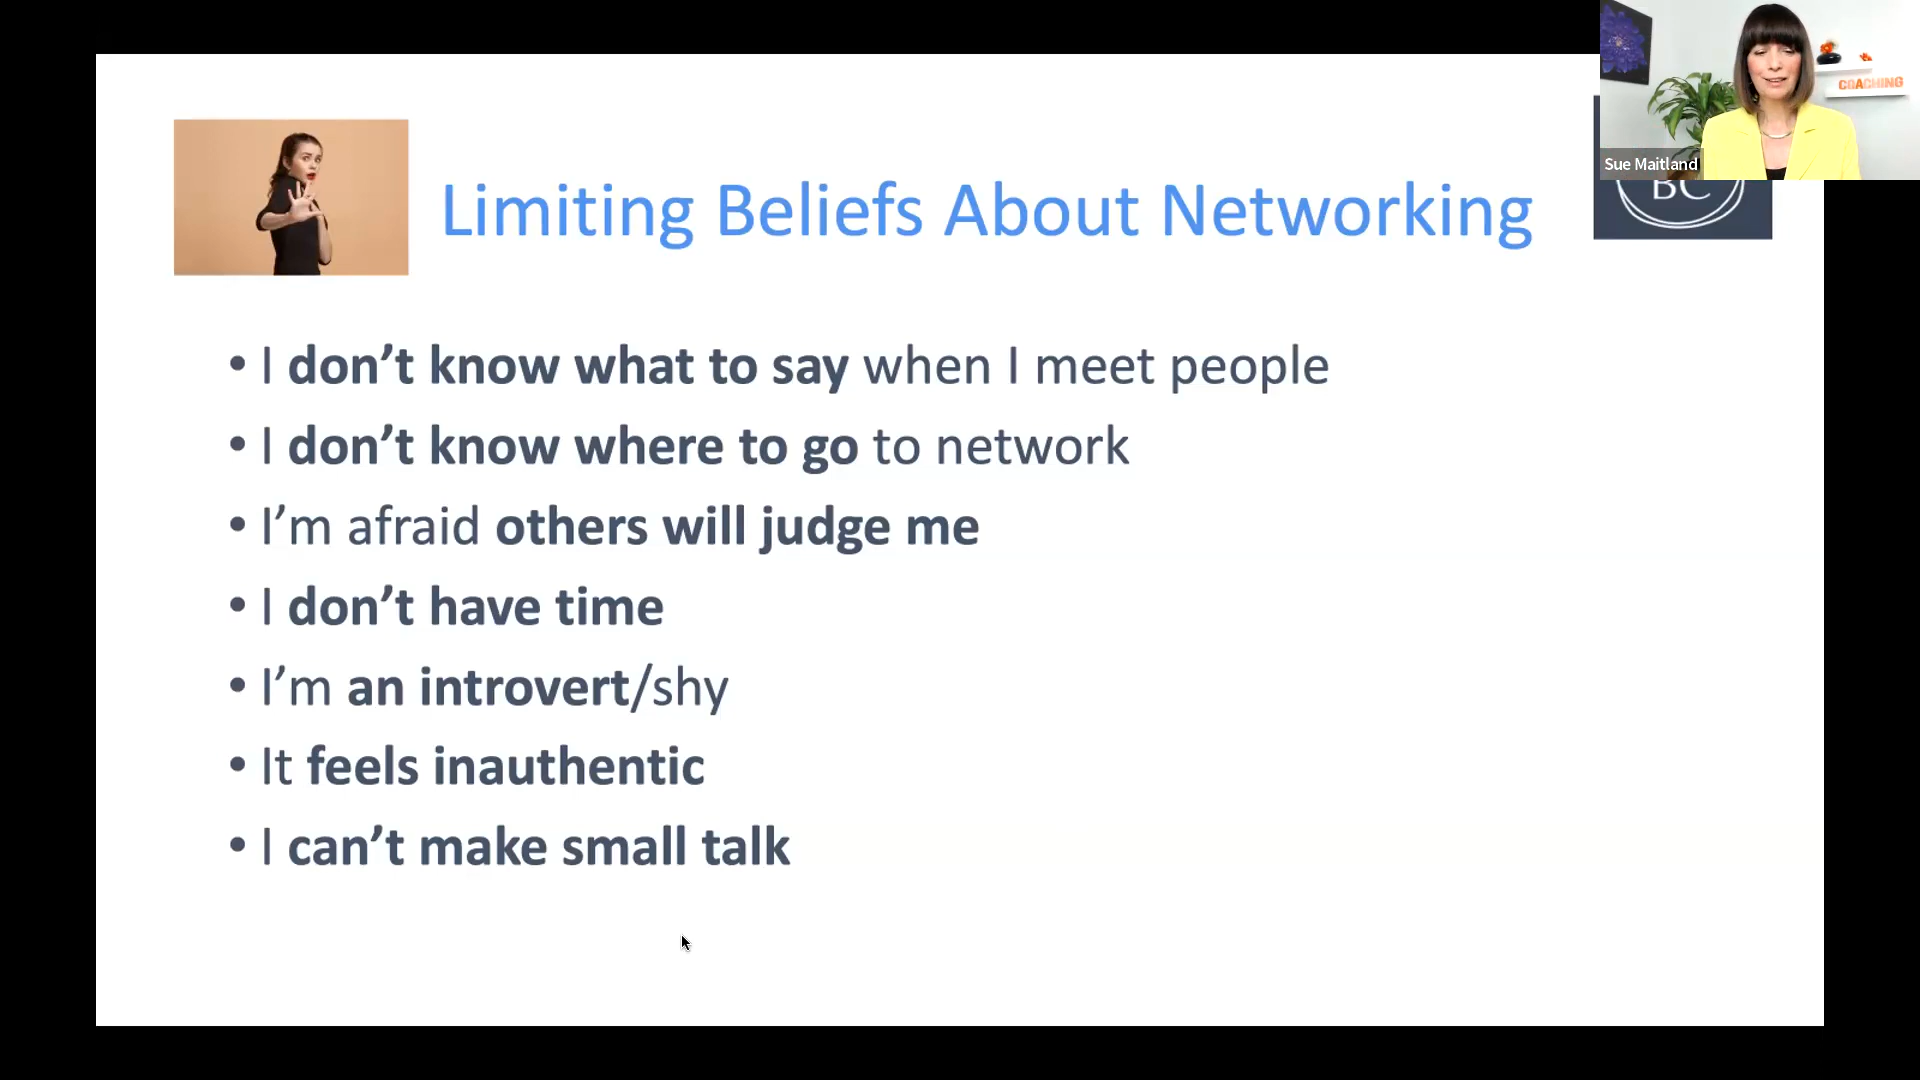 COACHING
Sue Maitland
BC
Limiting Beliefs About Networking
• I don’t know what to say when I meet people
• I don’t know where to go to network
• I’m afraid others will judge me
• I don’t have time
• I’m an introvert/shy
• It feels inauthentic
• I can’t make small talk